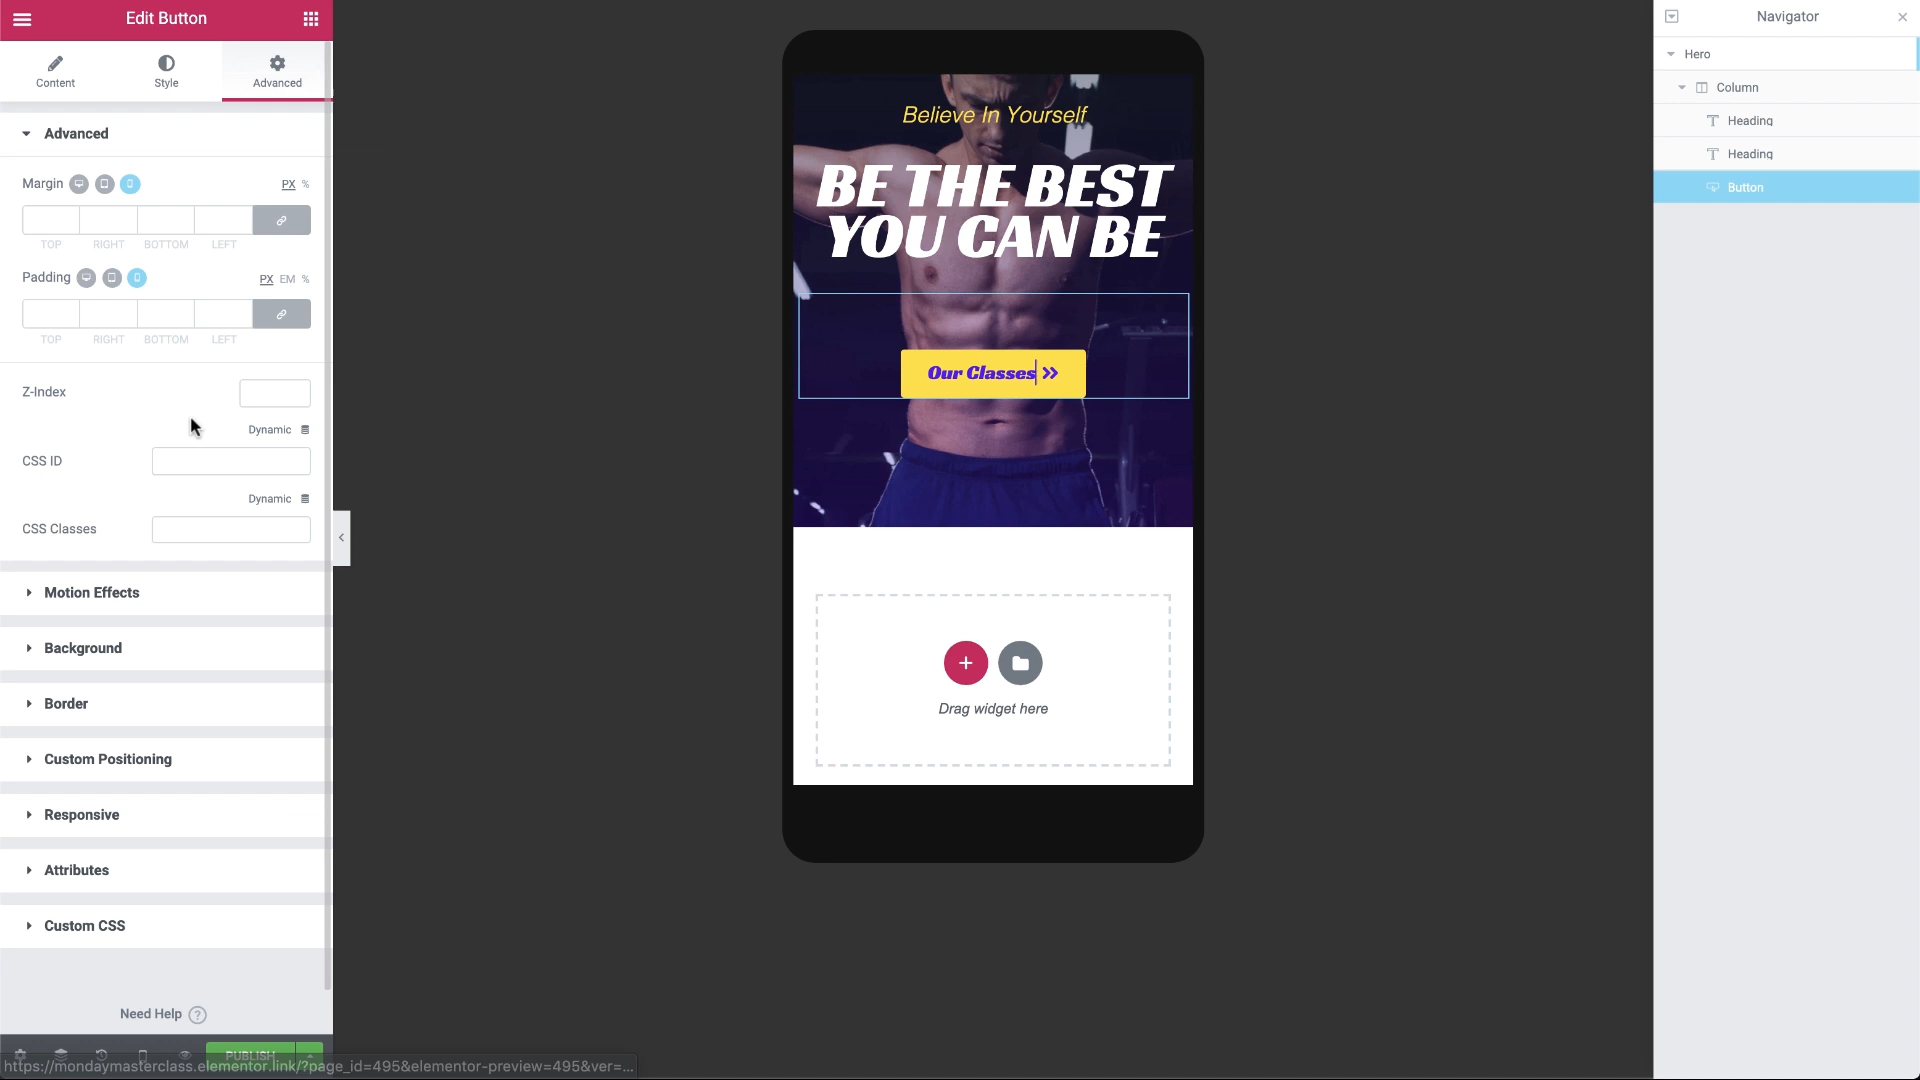 Edit Button
Content
Style
Advanced
Advanced
Margin
PX %
TOP RIGHT BOTTOM LEFT
Padding
PX EM %
TOP RIGHT BOTTOM LEFT
Z-Index
Dynamic
CSS ID
Dynamic
CSS Classes
Motion Effects
Background
Border
Custom Positioning
Responsive
Attributes
Custom CSS
Need Help ?
PUBLISH
https://mondaymasterclass.elementor.link/?page_id=495&elementor-preview=495&ver=...
Believe In Yourself
BE THE BEST
YOU CAN BE
Our Classes
Drag widget here
Navigator
Hero
Column
Heading
Heading
Button